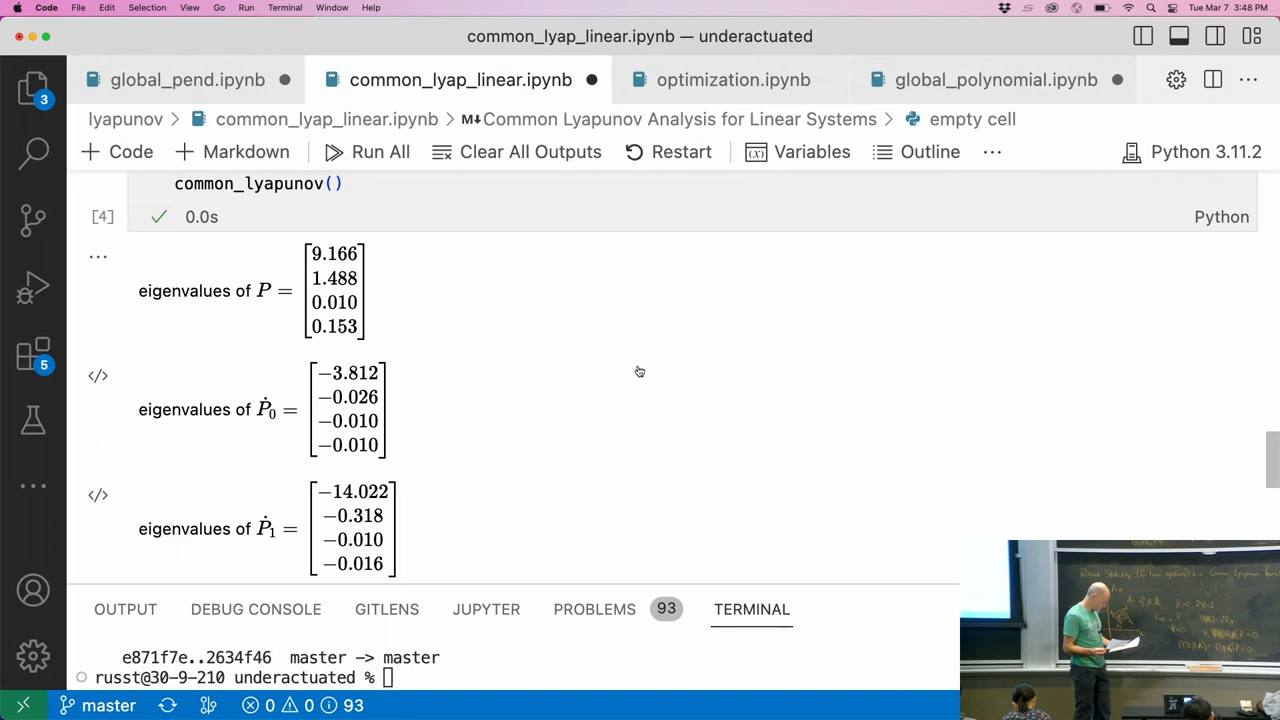 Code File Edit Selection View Go Run Terminal Window Help
Tue Mar 7 3:48 PM
common_lyap_linear.ipynb — underactuated
global_pend.ipynb common_lyap_linear.ipynb optimization.ipynb global_polynomial.ipynb
lyapunov > common_lyap_linear.ipynb > M↓Common Lyapunov Analysis for Linear Systems > empty cell
+ Code + Markdown Run All Clear All Outputs Restart Variables Outline ··· Python 3.11.2
common_lyapunov()
[4] ✓ 0.0s Python
9.166
1.488
eigenvalues of P =
0.010
0.153
−3.812
−0.026
eigenvalues of Ṗ₀ =
−0.010
−0.010
−14.022
−0.318
eigenvalues of Ṗ₁ =
−0.010
−0.016
OUTPUT DEBUG CONSOLE GITLENS JUPYTER PROBLEMS 93 TERMINAL
e871f7e..2634f46 master -> master
russt@30-9-210 underactuated %
master 0 0 93
3
5